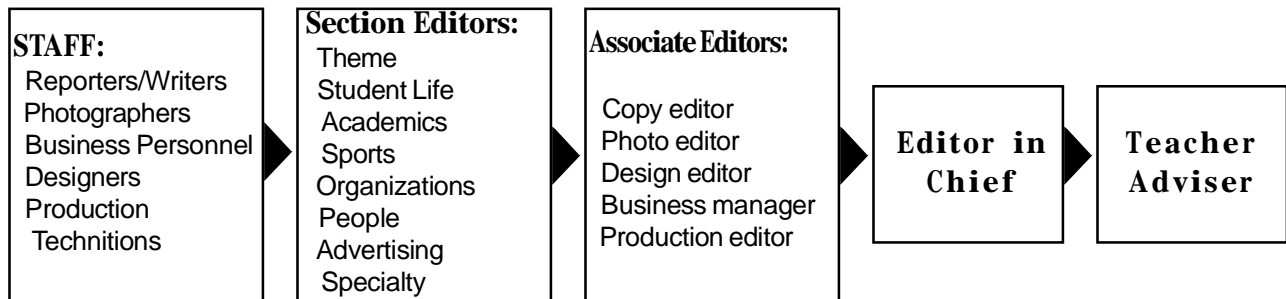 STAFF:
Reporters/Writers
Photographers
Business Personnel
Designers
Production
Technitions
Section Editors:
Theme
Student Life
Academics
Sports
Organizations
People
Advertising
Specialty
Associate Editors:
Copy editor
Photo editor
Design editor
Business manager
Production editor
Editor in
Chief
Teacher
Adviser